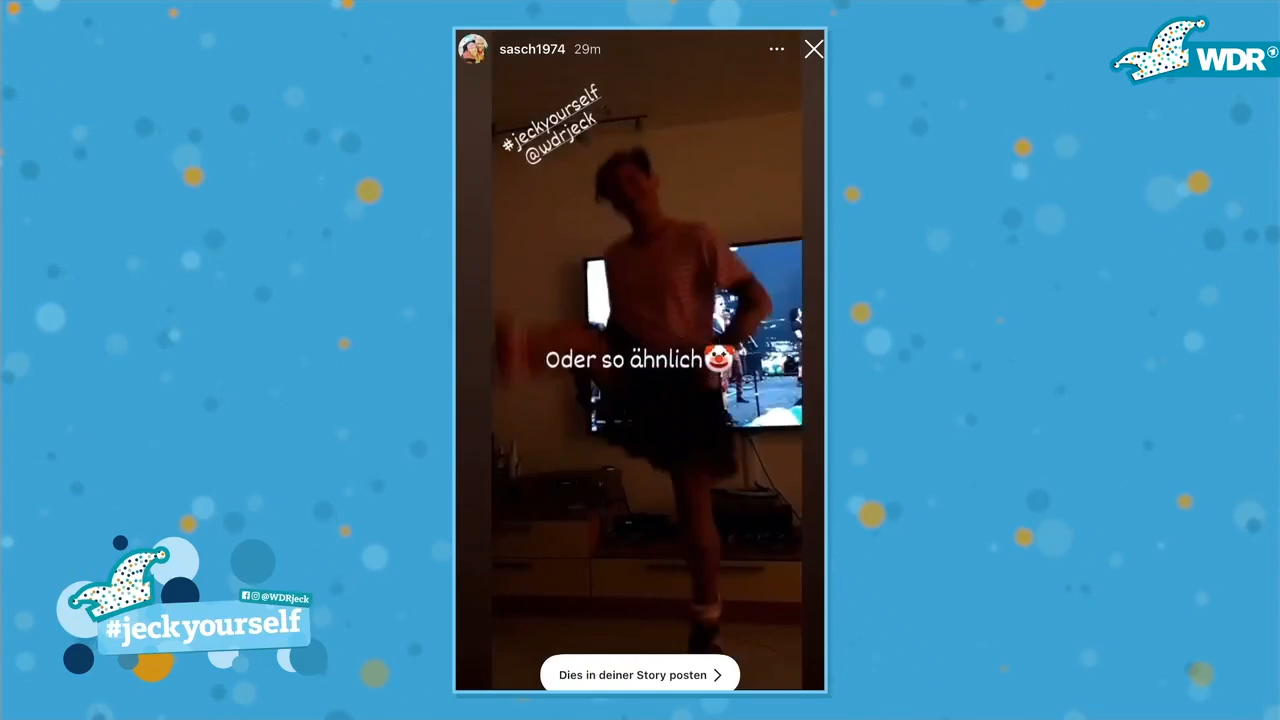 sasch1974 29m
WDR
#jeckyourself
@wdrjeck
Oder so ähnlich
@WDRjeck
#jeckyourself
Dies in deiner Story posten